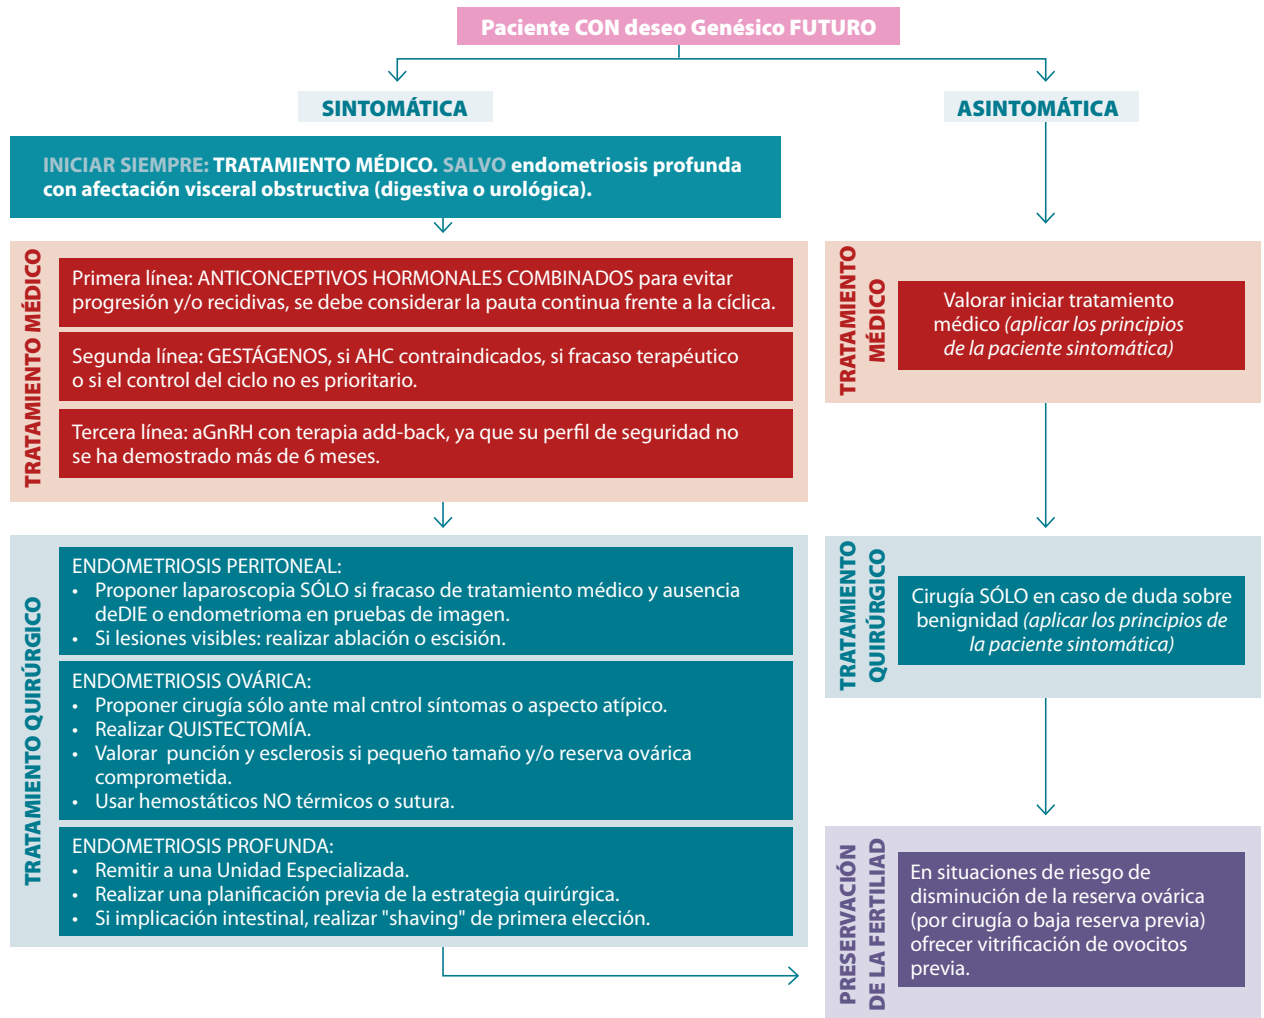 Paciente CON deseo Genésico FUTURO
SINTOMÁTICA
INICIAR SIEMPRE: TRATAMIENTO MÉDICO. SALVO endometriosis profunda
con afectación visceral obstructiva (digestiva o urológica).
TRATAMIENTO MÉDICO
Primera línea: ANTICONCEPTIVOS HORMONALES COMBINADOS para evitar
progresión y/o recidivas, se debe considerar la pauta continua frente a la cíclica.
Segunda línea: GESTÁGENOS, si AHC contraindicados, si fracaso terapéutico
o si el control del ciclo no es prioritario.
Tercera línea: aGnRH con terapia add-back, ya que su perfil de seguridad no
se ha demostrado más de 6 meses.
TRATAMIENTO QUIRÚRGICO
ENDOMETRIOSIS PERITONEAL:
• Proponer laparoscopia SÓLO si fracaso de tratamiento médico y ausencia
deDIE o endometrioma en pruebas de imagen.
• Si lesiones visibles: realizar ablación o escisión.
ENDOMETRIOSIS OVÁRICA:
• Proponer cirugía sólo ante mal cntrol síntomas o aspecto atípico.
• Realizar QUISTECTOMÍA.
• Valorar punción y esclerosis si pequeño tamaño y/o reserva ovárica
comprometida.
• Usar hemostáticos NO térmicos o sutura.
ENDOMETRIOSIS PROFUNDA:
• Remitir a una Unidad Especializada.
• Realizar una planificación previa de la estrategia quirúrgica.
• Si implicación intestinal, realizar "shaving" de primera elección.
ASINTOMÁTICA
TRATAMIENTO
MÉDICO
Valorar iniciar tratamiento
médico (aplicar los principios
de la paciente sintomática)
TRATAMIENTO
QUIRÚRGICO
Cirugía SÓLO en caso de duda sobre
benignidad (aplicar los principios de
la paciente sintomática)
PRESERVACIÓN
DE LA FERTILIAD
En situaciones de riesgo de
disminución de la reserva ovárica
(por cirugía o baja reserva previa)
ofrecer vitrificación de ovocitos
previa.